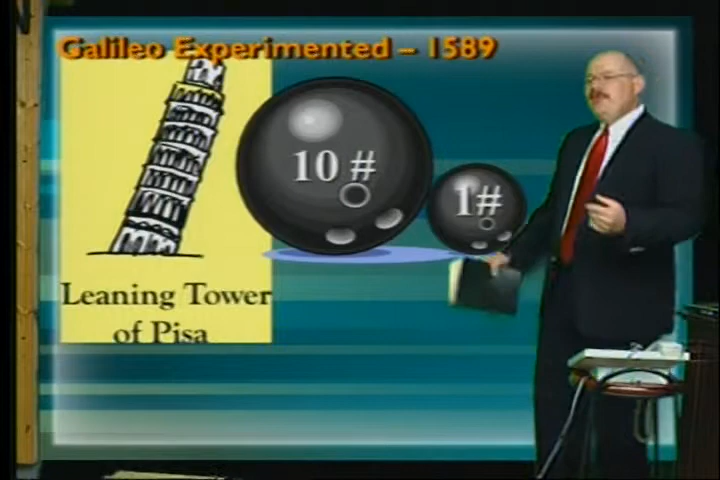 Galileo Experimented – 1589
10 #
1#
Leaning Tower
of Pisa